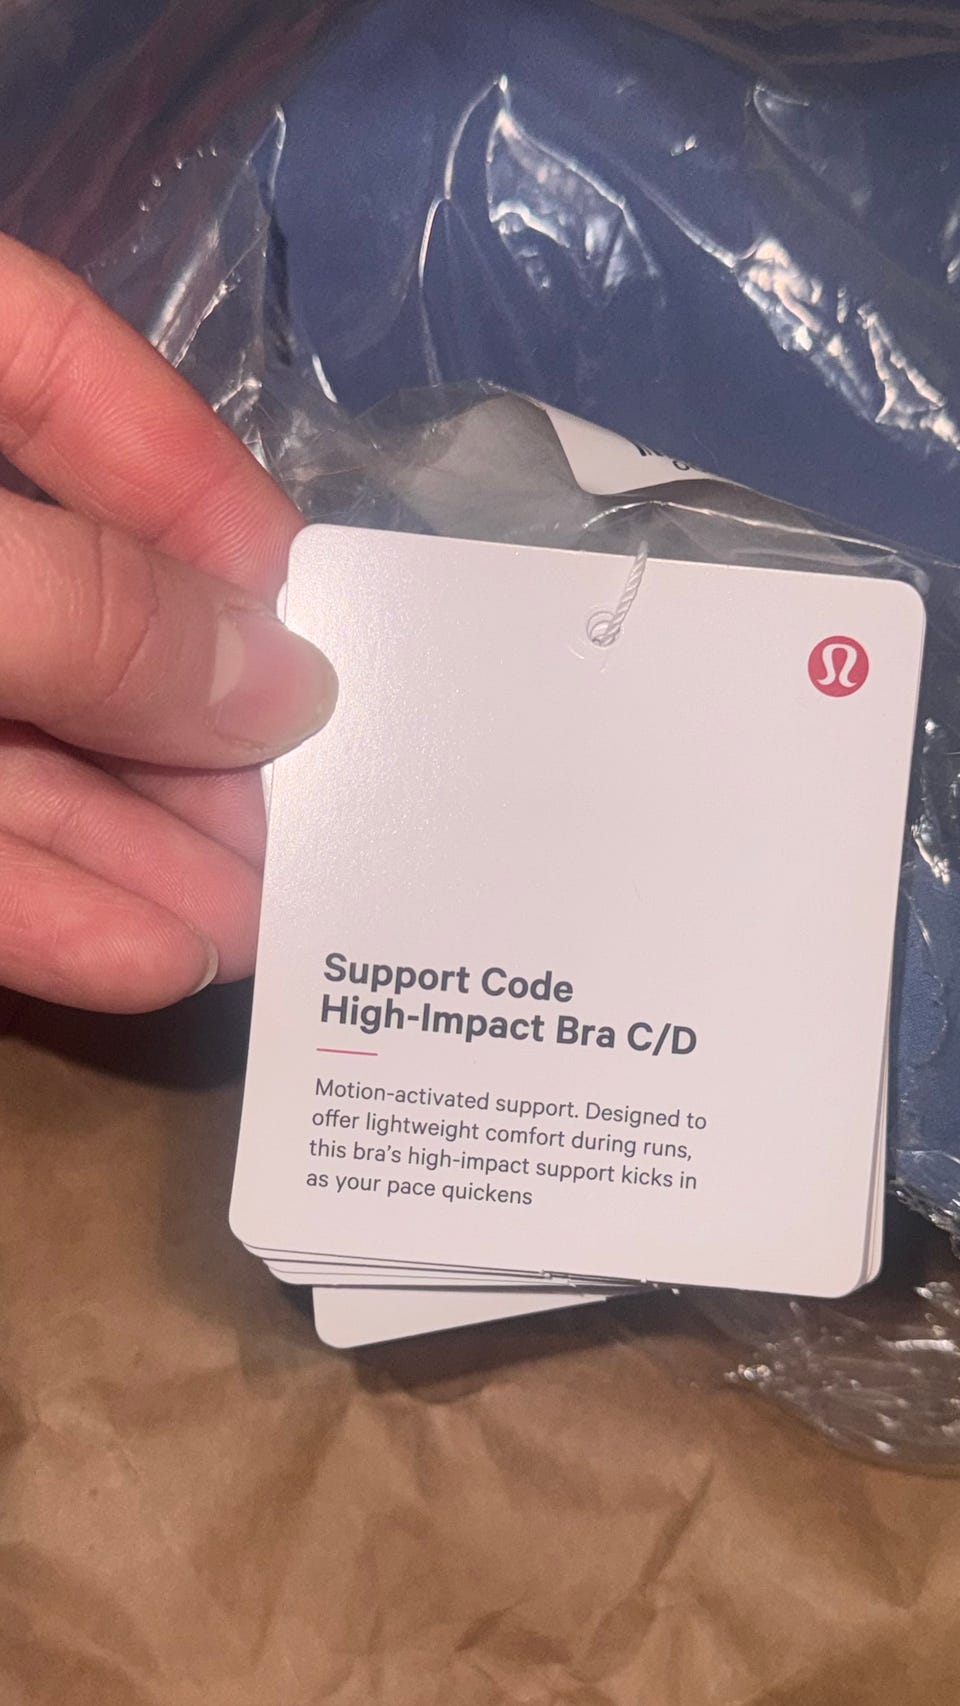 Support Code
High-Impact Bra C/D
Motion-activated support. Designed to
offer lightweight comfort during runs,
this bra's high-impact support kicks in
as your pace quickens